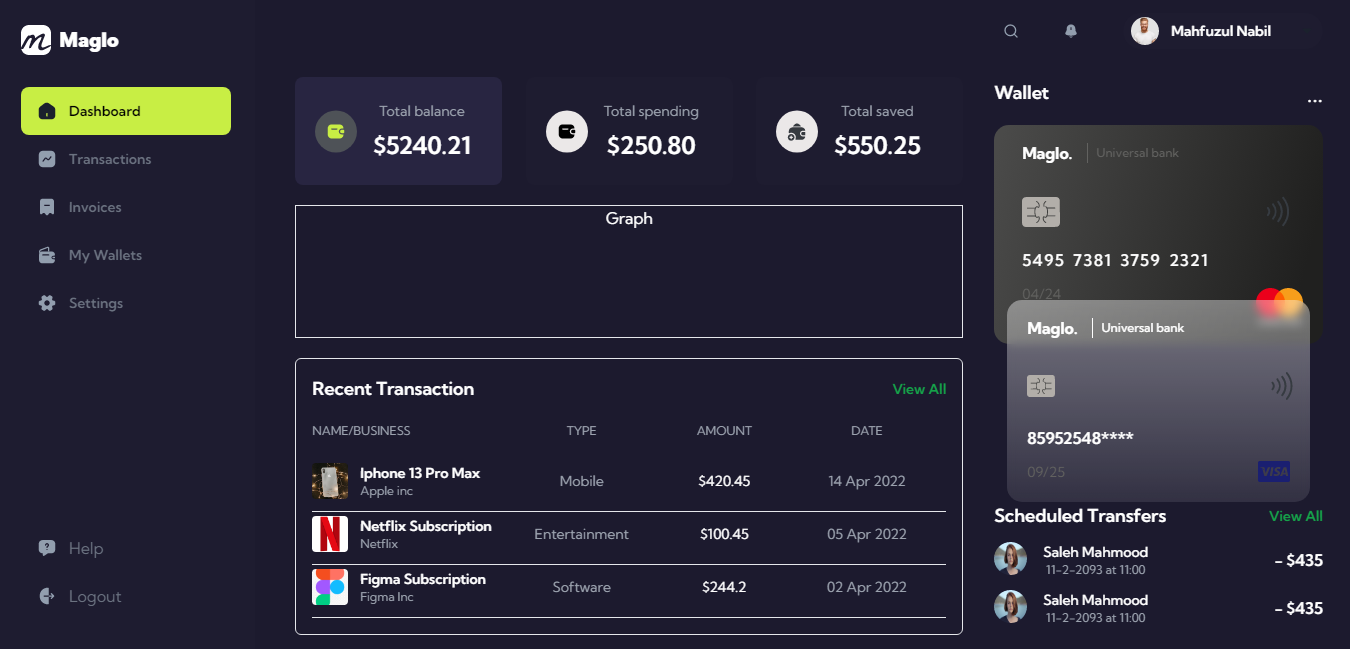 Maglo
Dashboard
Transactions
Invoices
My Wallets
Settings
Help
Logout
Mahfuzul Nabil
Total balance
$5240.21
Total spending
$250.80
Total saved
$550.25
Graph
Recent Transaction
View All
NAME/BUSINESS TYPE AMOUNT DATE
Iphone 13 Pro Max
Apple inc
Mobile $420.45 14 Apr 2022
Netflix Subscription
Netflix
Entertainment $100.45 05 Apr 2022
Figma Subscription
Figma Inc
Software $244.2 02 Apr 2022
Wallet
...
Maglo. Universal bank
5495 7381 3759 2321
04/24
Maglo. Universal bank
85952548****
09/25
VISA
Scheduled Transfers
View All
Saleh Mahmood
11-2-2093 at 11:00
- $435
Saleh Mahmood
11-2-2093 at 11:00
- $435